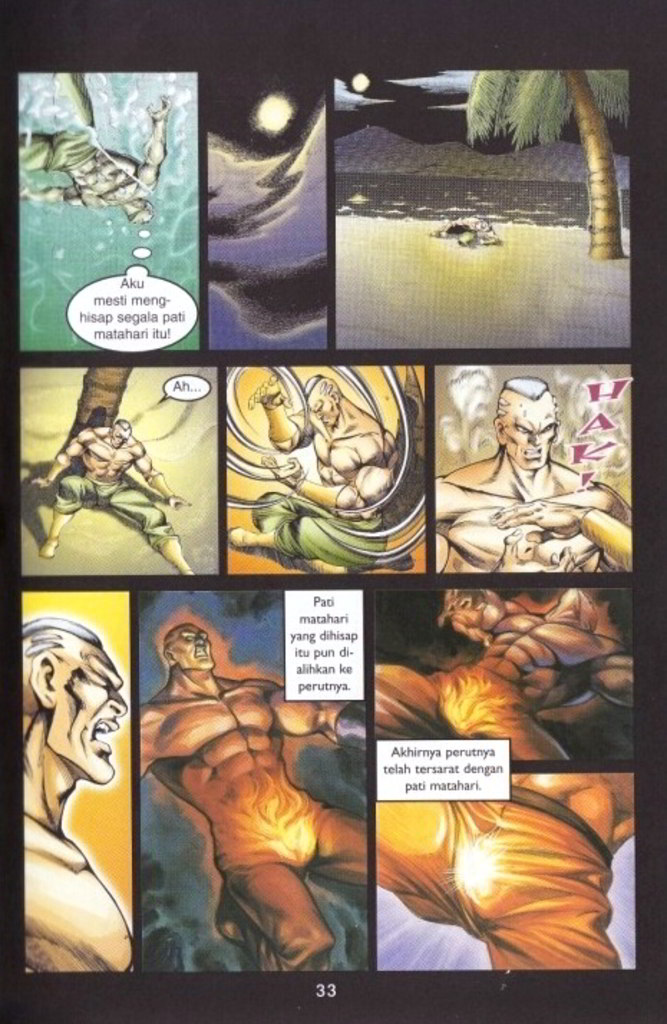 Aku
mesti meng-
hisap segala pati
matahari itu!
Ah...
HAK!
Pati
matahari
yang dihisap
itu pun di-
alihkan ke
perutnya.
Akhirnya perutnya
telah tersarat dengan
pati matahari.
33